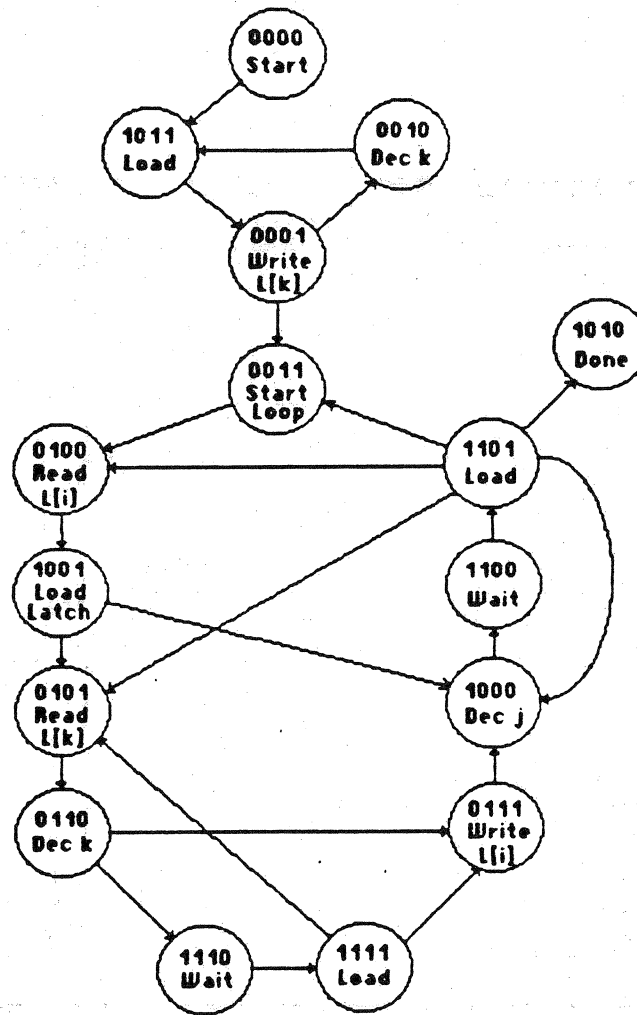 0000
Start
1011
Load
0010
Dec k
0001
Write
L[k]
1010
Done
0011
Start
Loop
0100
Read
L[i]
1101
Load
1001
Load
Latch
1100
Wait
0101
Read
L[k]
1000
Dec j
0110
Dec k
0111
Write
L[i]
1110
Wait
1111
Load